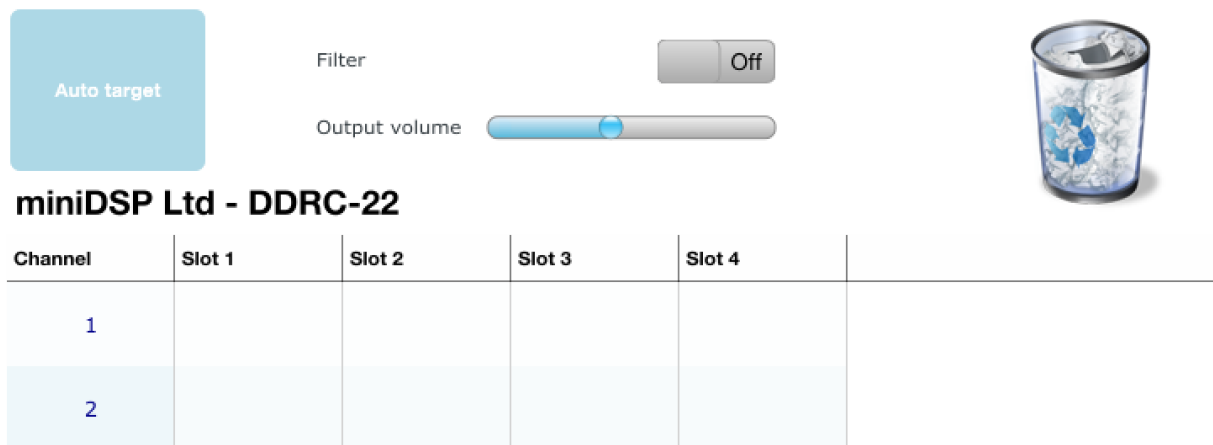 Auto target
Filter
Off
Output volume
miniDSP Ltd - DDRC-22
Channel Slot 1 Slot 2 Slot 3 Slot 4
1
2